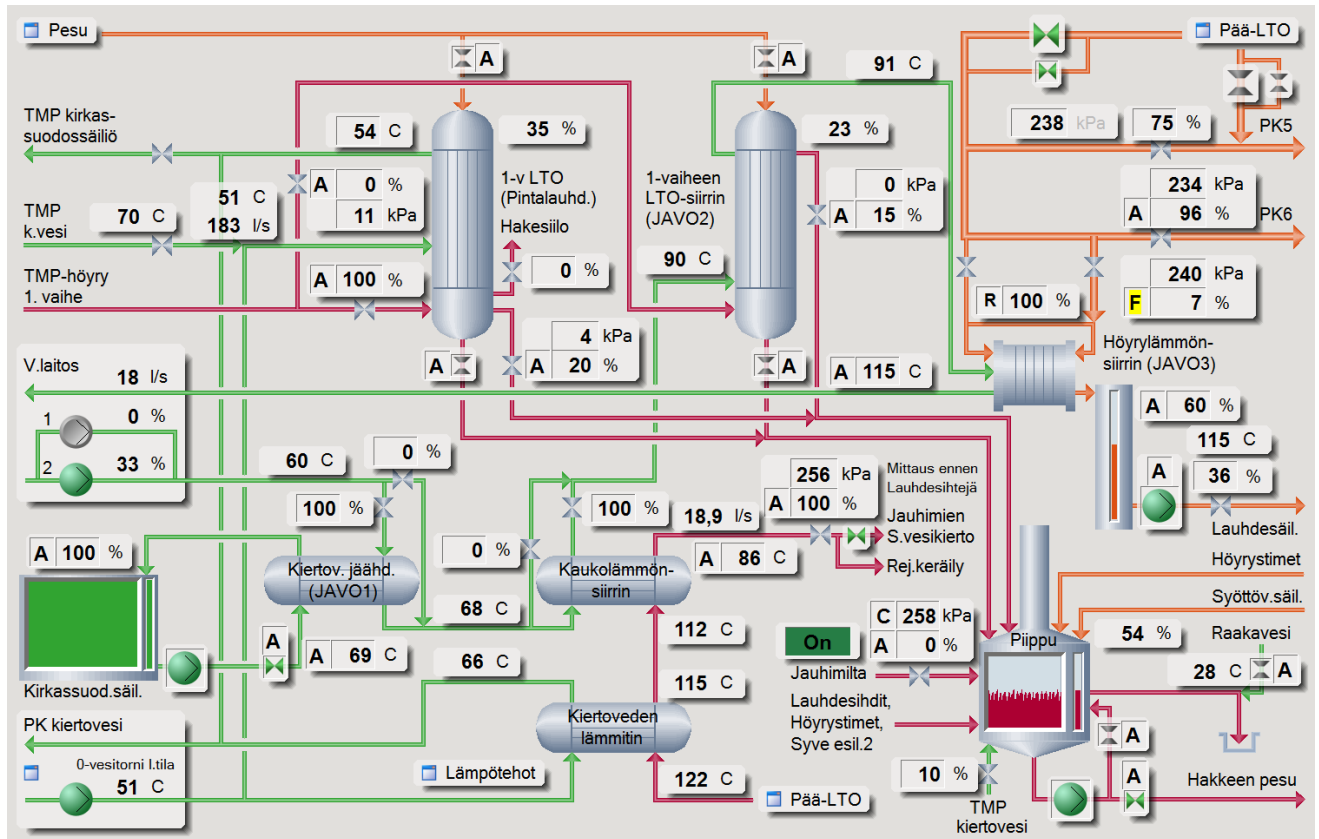 Pesu
A
A
91 C
Pää-LTO
TMP kirkas-
suodossäiliö
54 C
35 %
23 %
238 kPa
75 %
PK5
A 0 %
11 kPa
1-v LTO
(Pintalauhd.)
Hakesiilo
1-vaiheen
LTO-siirrin
(JAVO2)
0 kPa
A 15 %
234 kPa
A 96 %
PK6
TMP
k.vesi
70 C
51 C
183 l/s
90 C
TMP-höyry
1. vaihe
A 100 %
0 %
R 100 %
240 kPa
F 7 %
4 kPa
A 20 %
A
A
A 115 C
Höyrylämmön-
siirrin (JAVO3)
V.laitos
18 l/s
1
0 %
2
33 %
60 C
0 %
A 60 %
115 C
A
36 %
Lauhdesäil.
100 %
100 %
256 kPa
A 100 %
Mittaus ennen
Lauhdesihtejä
18,9 l/s
Jauhimien
S.vesikierto
A 86 C
Rej.keräily
0 %
A 100 %
Kiertov. jäähd.
(JAVO1)
Kaukolämmön-
siirrin
Höyrystimet
Syöttöv.säil.
68 C
112 C
On
C 258 kPa
A 0 %
Piippu
54 %
Raakavesi
28 C
A
A
A 69 C
66 C
115 C
Jauhimilta
Kirkassuod.säil.
Lauhdesihdit,
Höyrystimet,
Syve esil.2
PK kiertovesi
Kiertoveden
lämmitin
A
0-vesitorni l.tila
51 C
Lämpötehot
122 C
Pää-LTO
10 %
TMP
kiertovesi
A
Hakkeen pesu